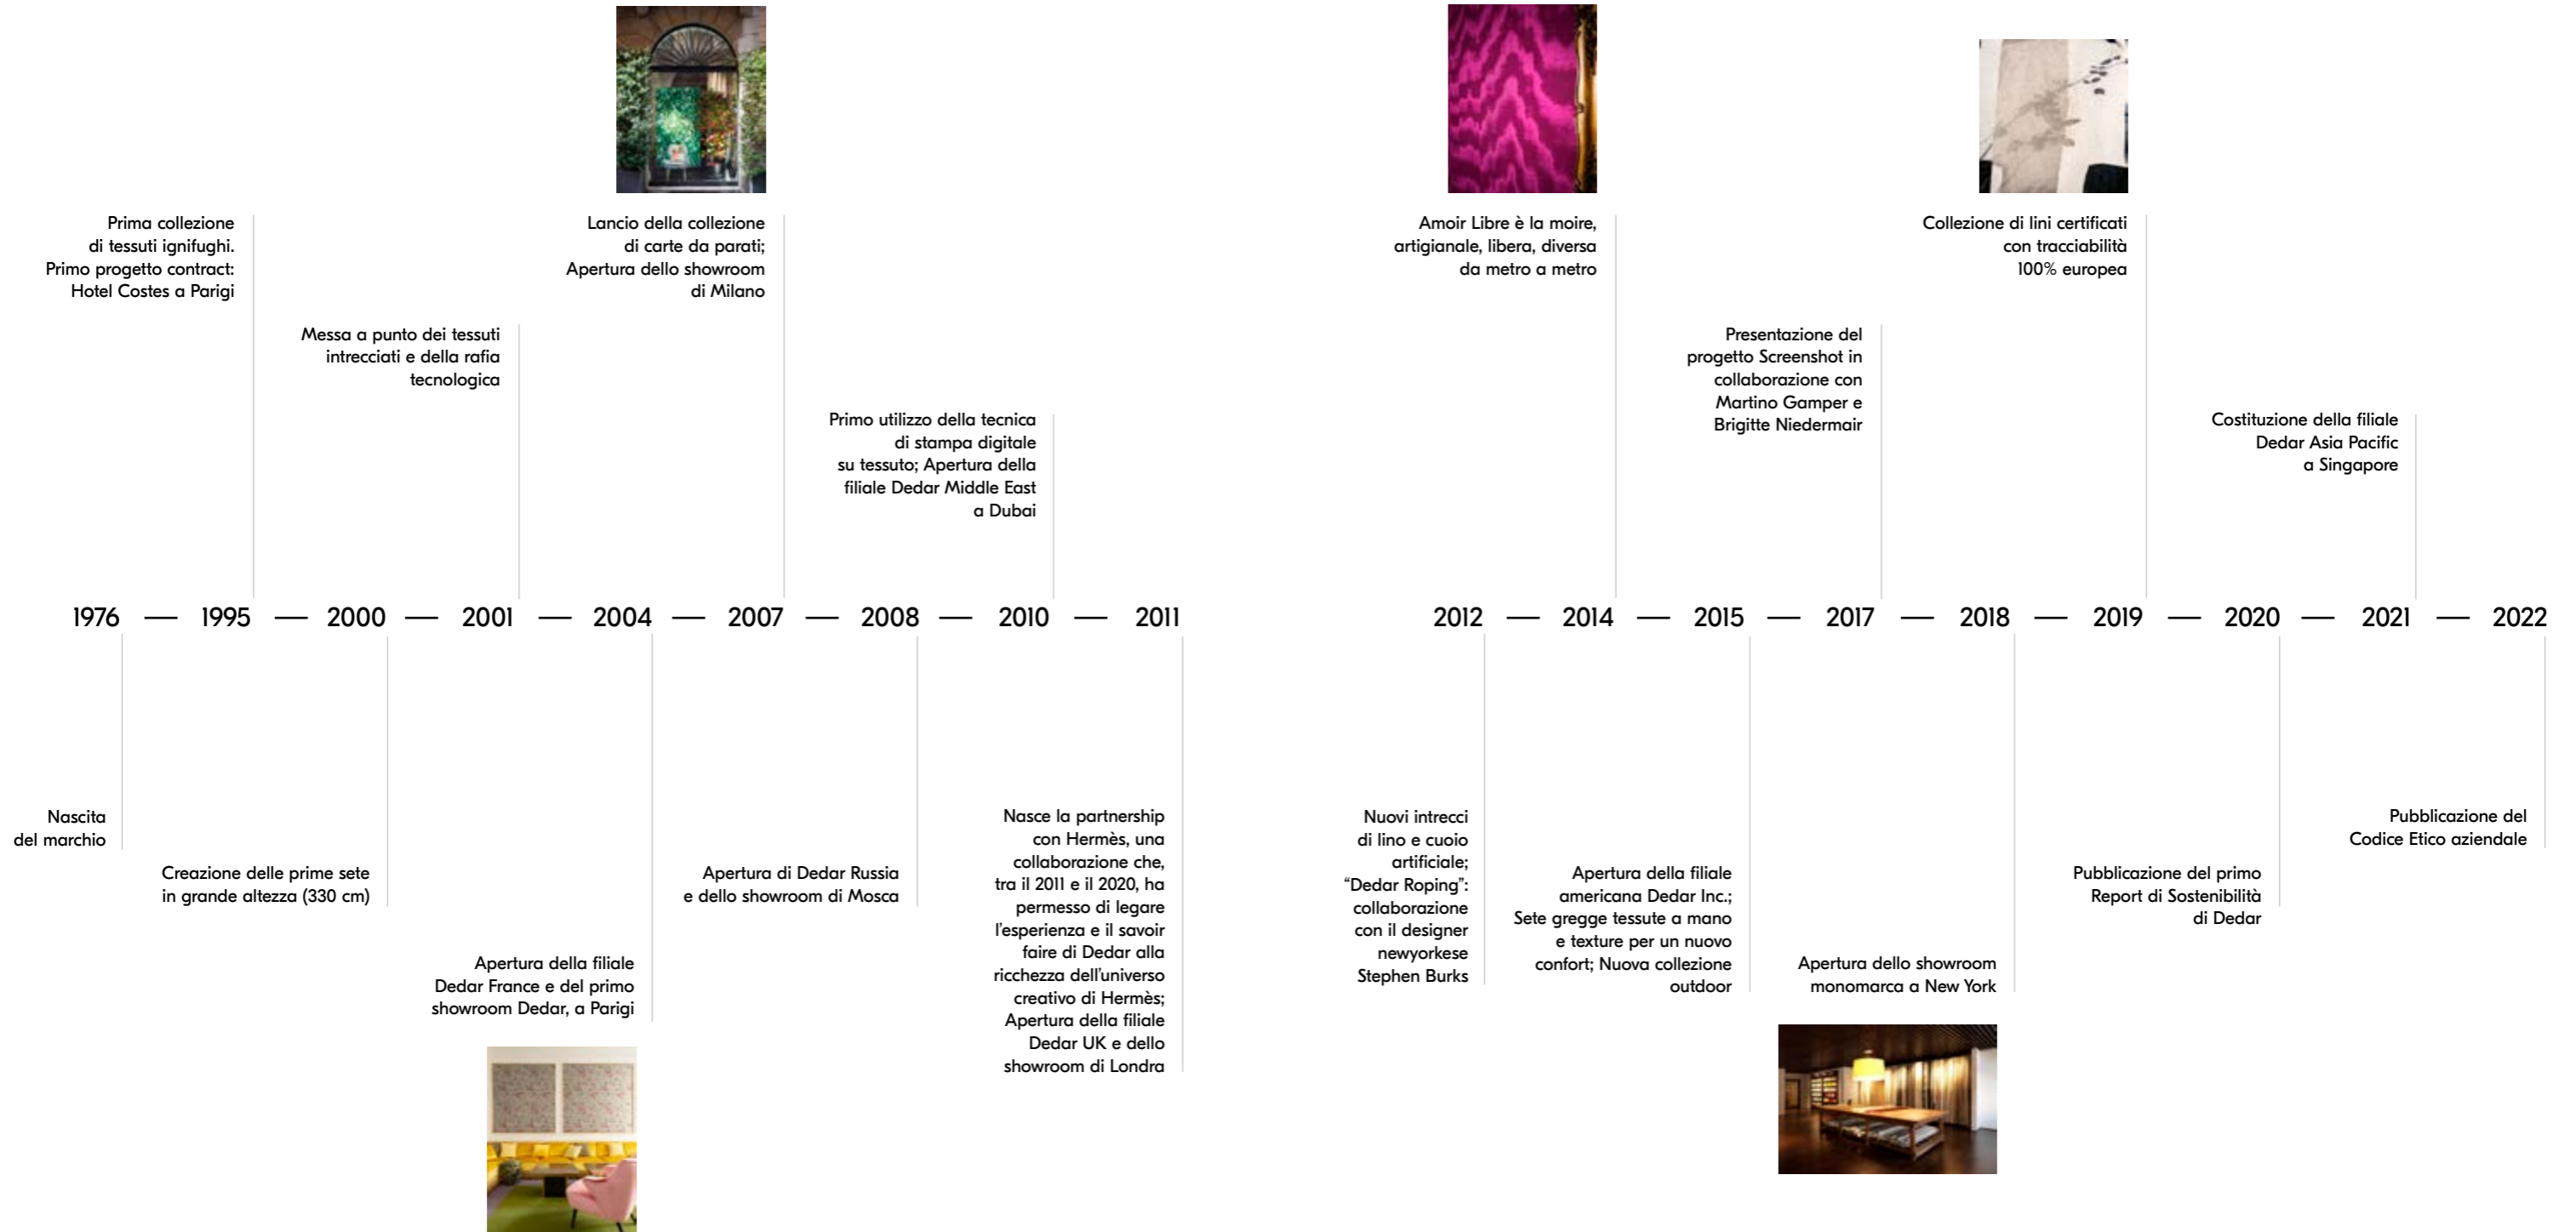 Prima collezione
di tessuti ignifughi.
Primo progetto contract:
Hotel Costes a Parigi
Messa a punto dei tessuti
intrecciati e della rafia
tecnologica
Lancio della collezione
di carte da parati;
Apertura dello showroom
di Milano
Primo utilizzo della tecnica
di stampa digitale
su tessuto; Apertura della
filiale Dedar Middle East
a Dubai
Amoir Libre è la moire,
artigianale, libera, diversa
da metro a metro
Presentazione del
progetto Screenshot in
collaborazione con
Martino Gamper e
Brigitte Niedermair
Collezione di lini certificati
con tracciabilità
100% europea
Costituzione della filiale
Dedar Asia Pacific
a Singapore
1976 — 1995 — 2000 — 2001 — 2004 — 2007 — 2008 — 2010 — 2011
2012 — 2014 — 2015 — 2017 — 2018 — 2019 — 2020 — 2021 — 2022
Nascita
del marchio
Creazione delle prime sete
in grande altezza (330 cm)
Apertura della filiale
Dedar France e del primo
showroom Dedar, a Parigi
Apertura di Dedar Russia
e dello showroom di Mosca
Nasce la partnership
con Hermès, una
collaborazione che,
tra il 2011 e il 2020, ha
permesso di legare
l'esperienza e il savoir
faire di Dedar alla
ricchezza dell'universo
creativo di Hermès;
Apertura della filiale
Dedar UK e dello
showroom di Londra
Nuovi intrecci
di lino e cuoio
artificiale;
“Dedar Roping”:
collaborazione
con il designer
newyorkese
Stephen Burks
Apertura della filiale
americana Dedar Inc.;
Sete gregge tessute a mano
e texture per un nuovo
confort; Nuova collezione
outdoor
Apertura dello showroom
monomarca a New York
Pubblicazione del primo
Report di Sostenibilità
di Dedar
Pubblicazione del
Codice Etico aziendale